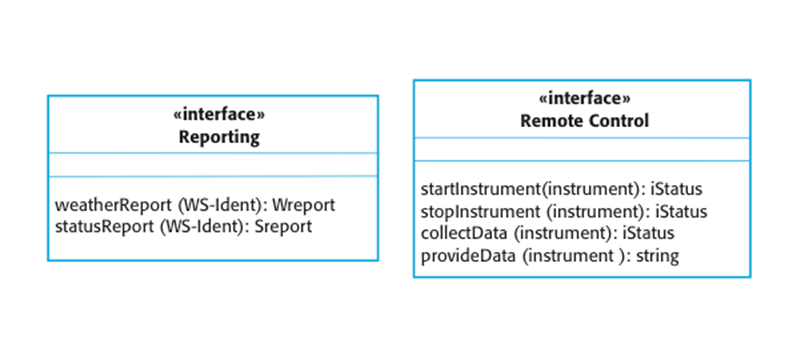 «interface»
Reporting
weatherReport (WS-Ident): Wreport
statusReport (WS-Ident): Sreport
«interface»
Remote Control
startInstrument(instrument): iStatus
stopInstrument (instrument): iStatus
collectData (instrument): iStatus
provideData (instrument ): string